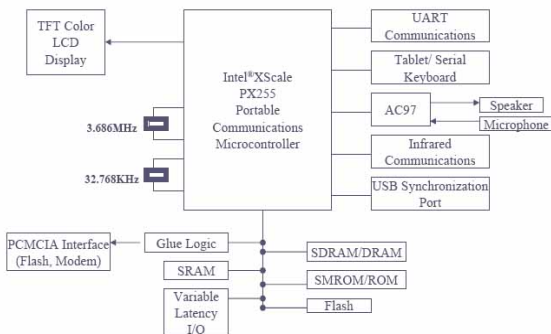 TFT Color
LCD
Display
3.686MHz
32.768KHz
Intel®XScale
PX255
Portable
Communications
Microcontroller
UART
Communications
Tablet/ Serial
Keyboard
AC97
Speaker
Microphone
Infrared
Communications
USB Synchronization
Port
PCMCIA Interface
(Flash, Modem)
Glue Logic
SRAM
Variable
Latency
I/O
SDRAM/DRAM
SMROM/ROM
Flash